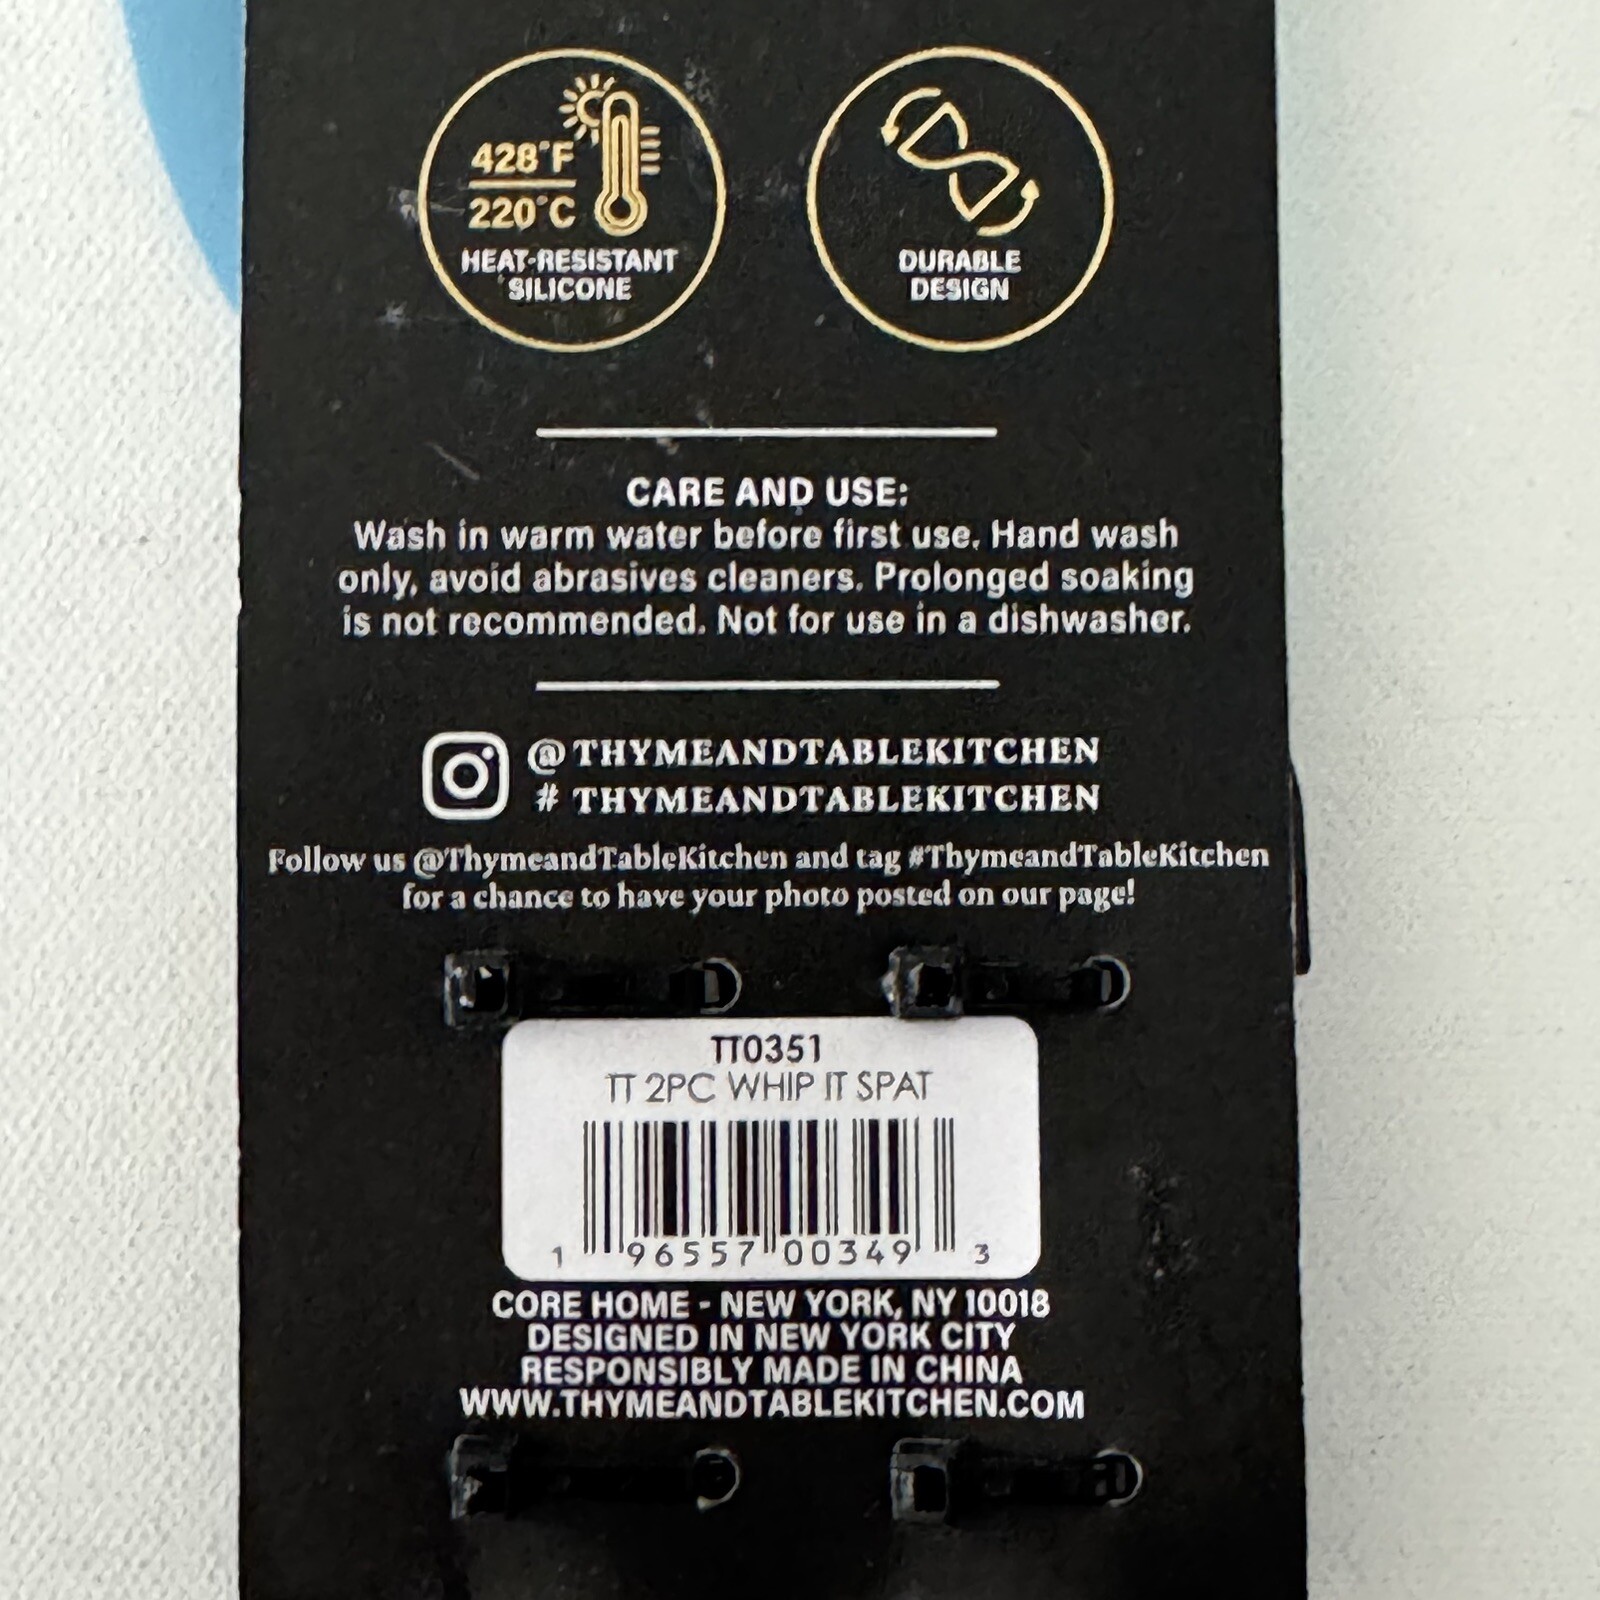 428°F
220°C
HEAT-RESISTANT
SILICONE
DURABLE
DESIGN
CARE AND USE:
Wash in warm water before first use. Hand wash
only, avoid abrasives cleaners. Prolonged soaking
is not recommended. Not for use in a dishwasher.
@THYMEANDTABLEKITCHEN
# THYMEANDTABLEKITCHEN
Follow us @ThymeandTableKitchen and tag #ThymeandTableKitchen
for a chance to have your photo posted on our page!
TT0351
TT 2PC WHIP IT SPAT
1 96557 00349 3
CORE HOME - NEW YORK, NY 10018
DESIGNED IN NEW YORK CITY
RESPONSIBLY MADE IN CHINA
WWW.THYMEANDTABLEKITCHEN.COM